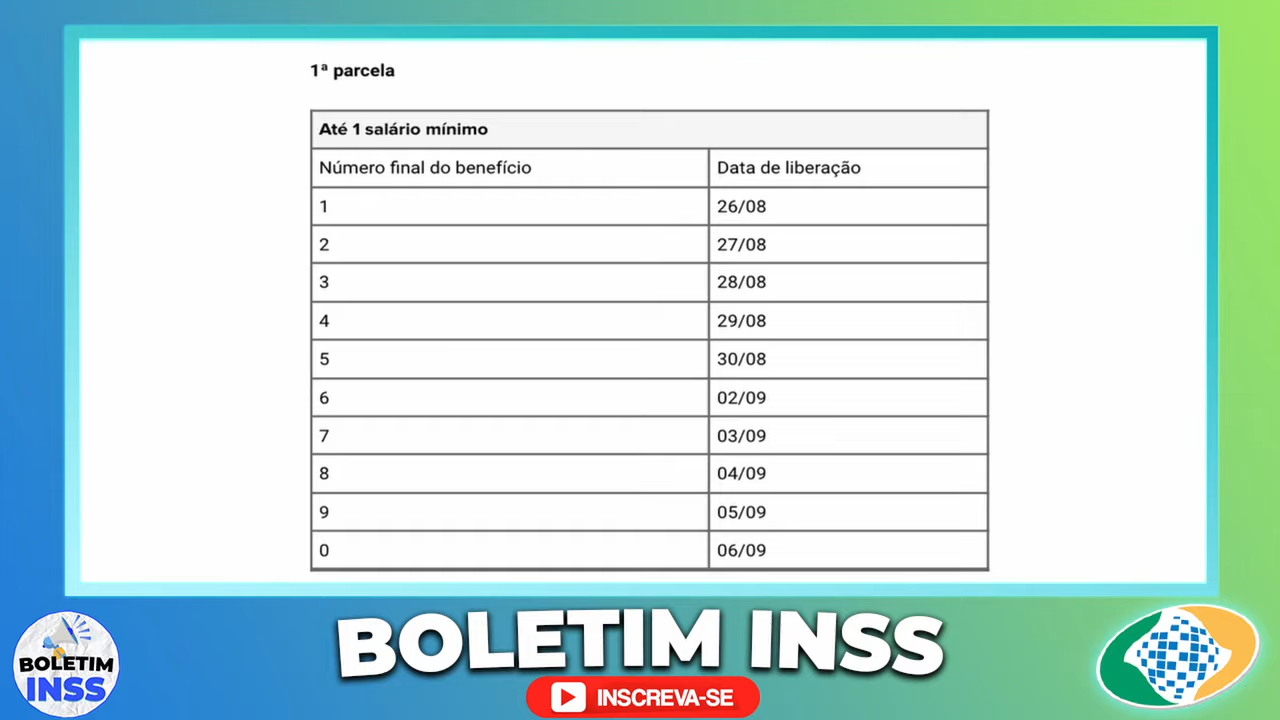 1ª parcela
Até 1 salário mínimo
Número final do benefício Data de liberação
1 26/08
2 27/08
3 28/08
4 29/08
5 30/08
6 02/09
7 03/09
8 04/09
9 05/09
0 06/09
BOLETIM INSS
INSCREVA-SE
BOLETIM
INSS